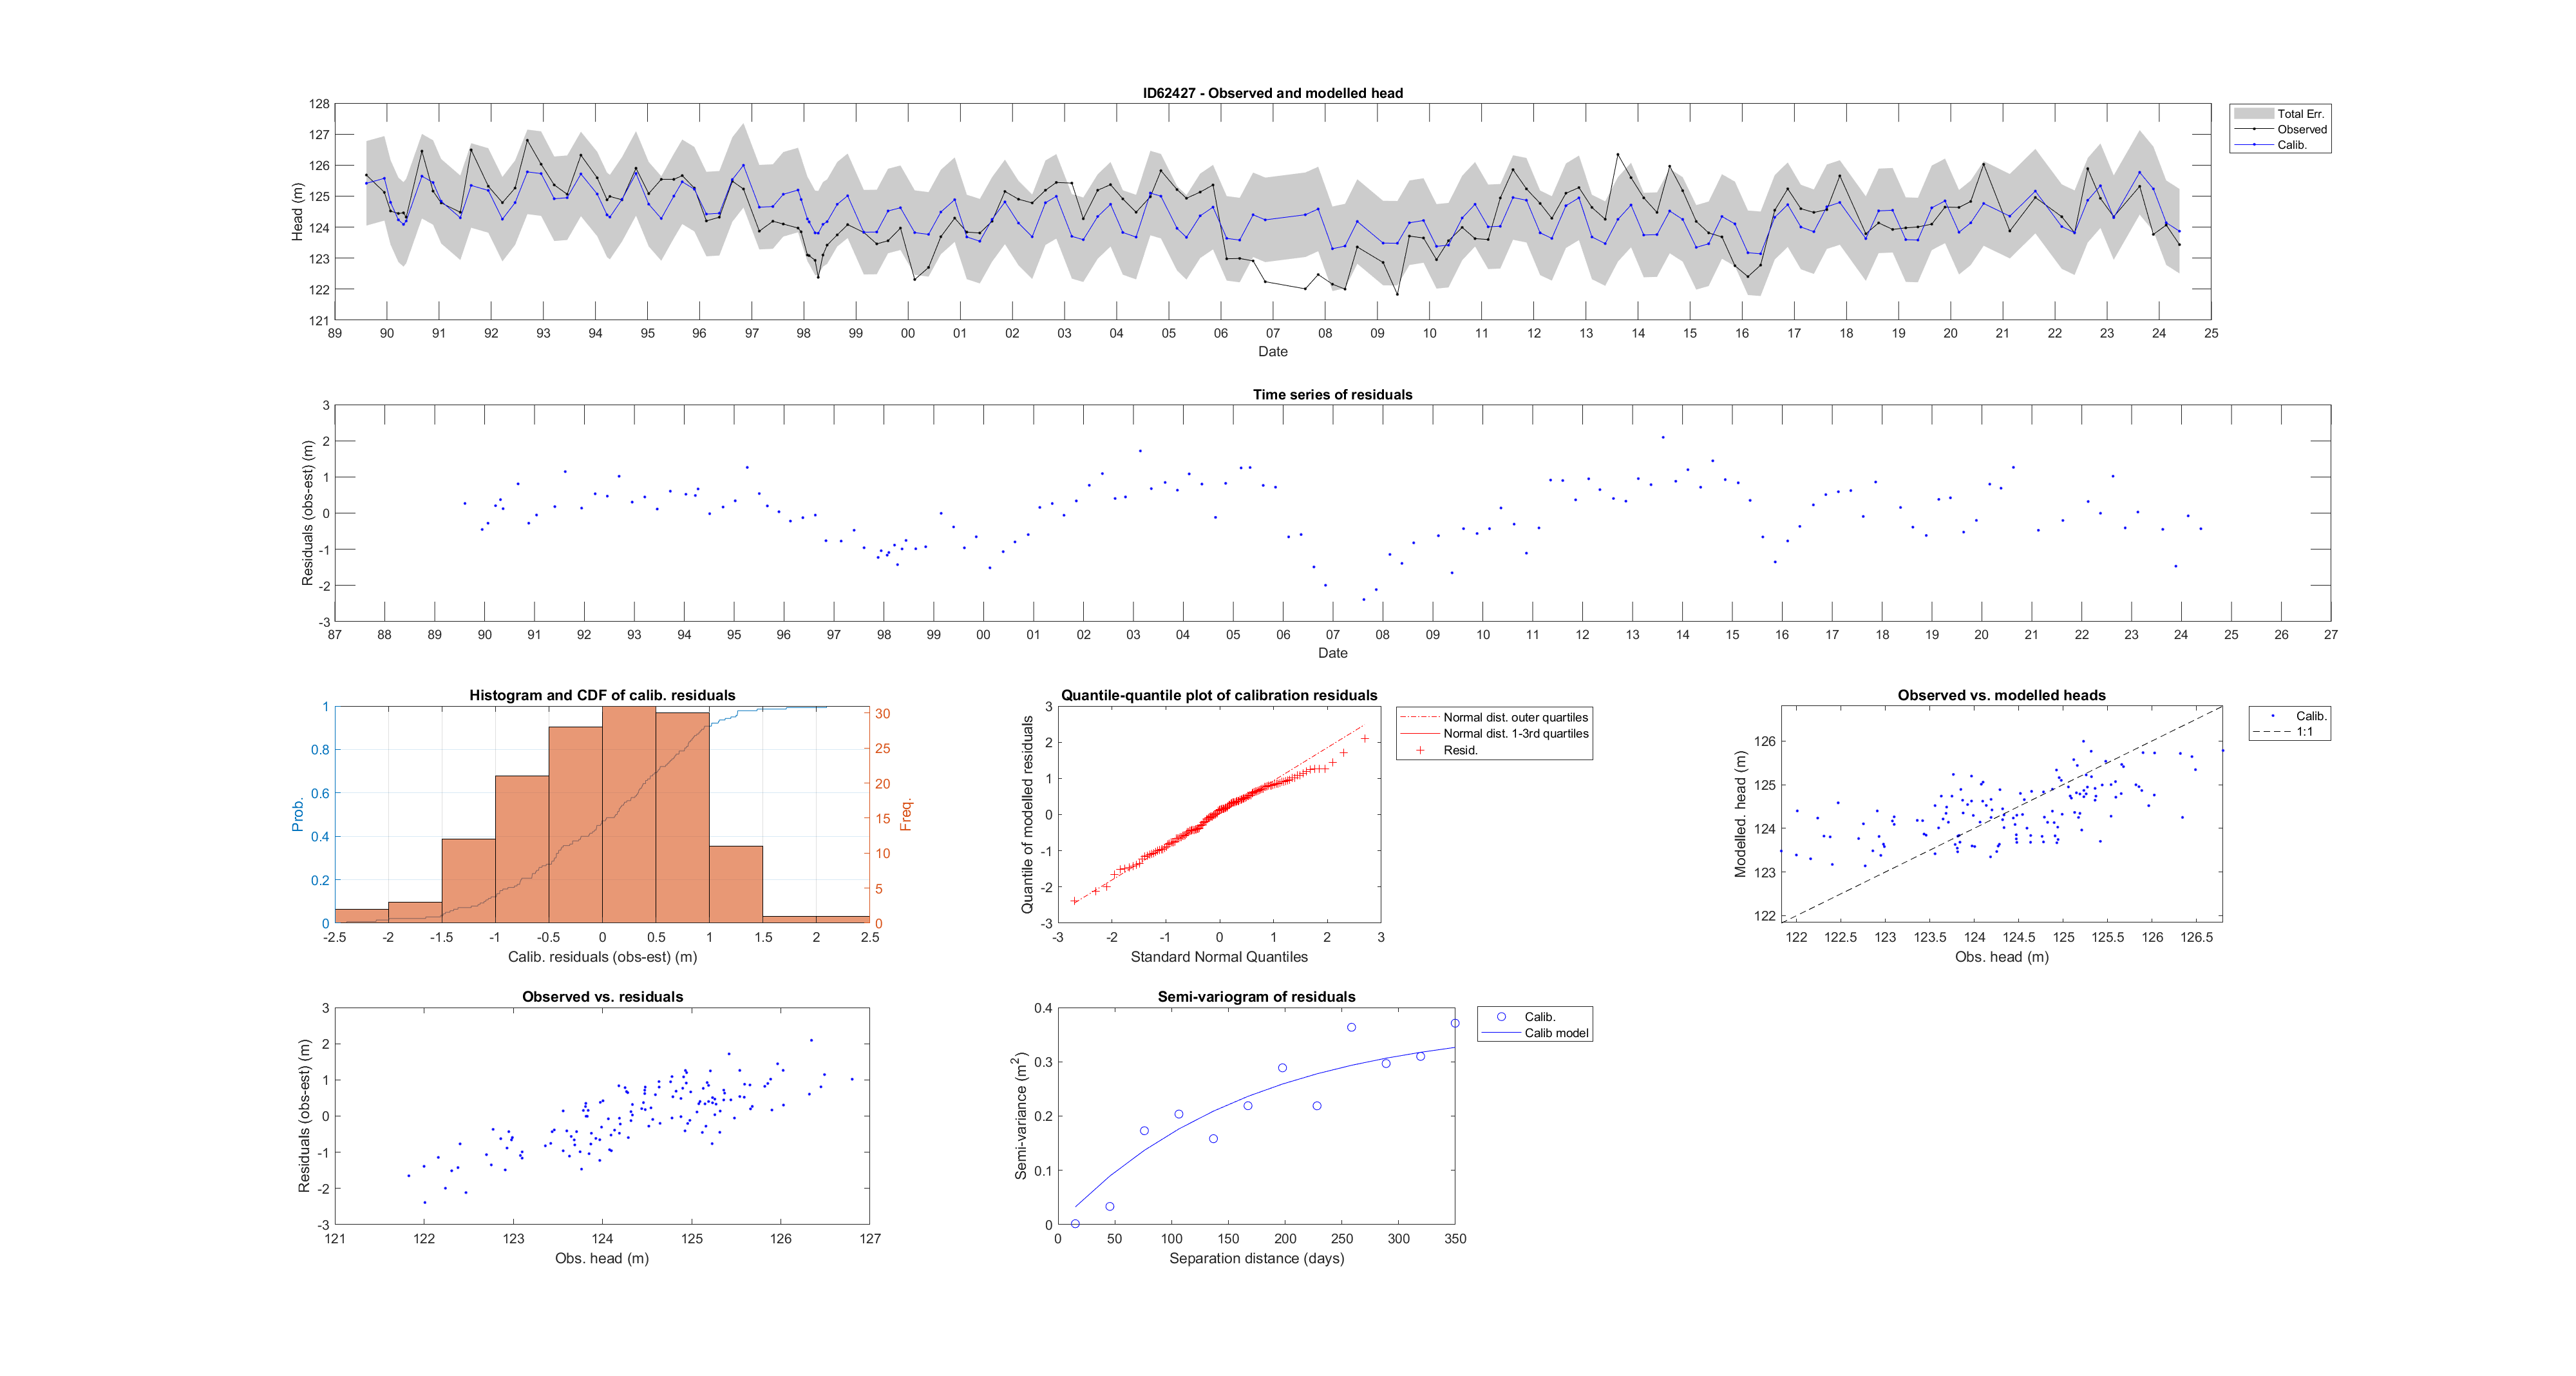 ID62427 - Observed and modelled head
128
127
126
125
124
123
122
121
Head (m)
89 90 91 92 93 94 95 96 97 98 99 00 01 02 03 04 05 06 07 08 09 10 11 12 13 14 15 16 17 18 19 20 21 22 23 24 25
Date
Total Err.
Observed
Calib.
Time series of residuals
3
2
1
0
-1
-2
-3
Residuals (obs-est) (m)
87 88 89 90 91 92 93 94 95 96 97 98 99 00 01 02 03 04 05 06 07 08 09 10 11 12 13 14 15 16 17 18 19 20 21 22 23 24 25 26 27
Date
Histogram and CDF of calib. residuals
1
0.8
0.6
0.4
0.2
0
Prob.
30
25
20
15
10
5
0
Freq.
-2.5 -2 -1.5 -1 -0.5 0 0.5 1 1.5 2 2.5
Calib. residuals (obs-est) (m)
Quantile-quantile plot of calibration residuals
3
2
1
0
-1
-2
-3
Quantile of modelled residuals
-3 -2 -1 0 1 2 3
Standard Normal Quantiles
Normal dist. outer quartiles
Normal dist. 1-3rd quartiles
Resid.
Observed vs. modelled heads
126
125
124
123
122
Modelled. head (m)
122 122.5 123 123.5 124 124.5 125 125.5 126 126.5
Obs. head (m)
Calib.
1:1
Observed vs. residuals
3
2
1
0
-1
-2
-3
Residuals (obs-est) (m)
121 122 123 124 125 126 127
Obs. head (m)
Semi-variogram of residuals
0.4
0.3
0.2
0.1
0
Semi-variance (m²)
0 50 100 150 200 250 300 350
Separation distance (days)
Calib.
Calib model